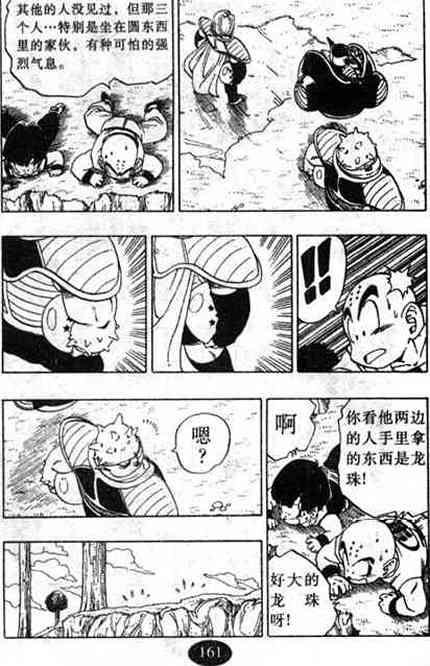 其他的人没见过，但那三
个人…特别是坐在圆东西
里的家伙，有种可怕的强
烈气息。
!!
嗯？
你看他两边
的人手里拿
的东西是龙
珠！
啊
好大的
龙珠
呀！
161